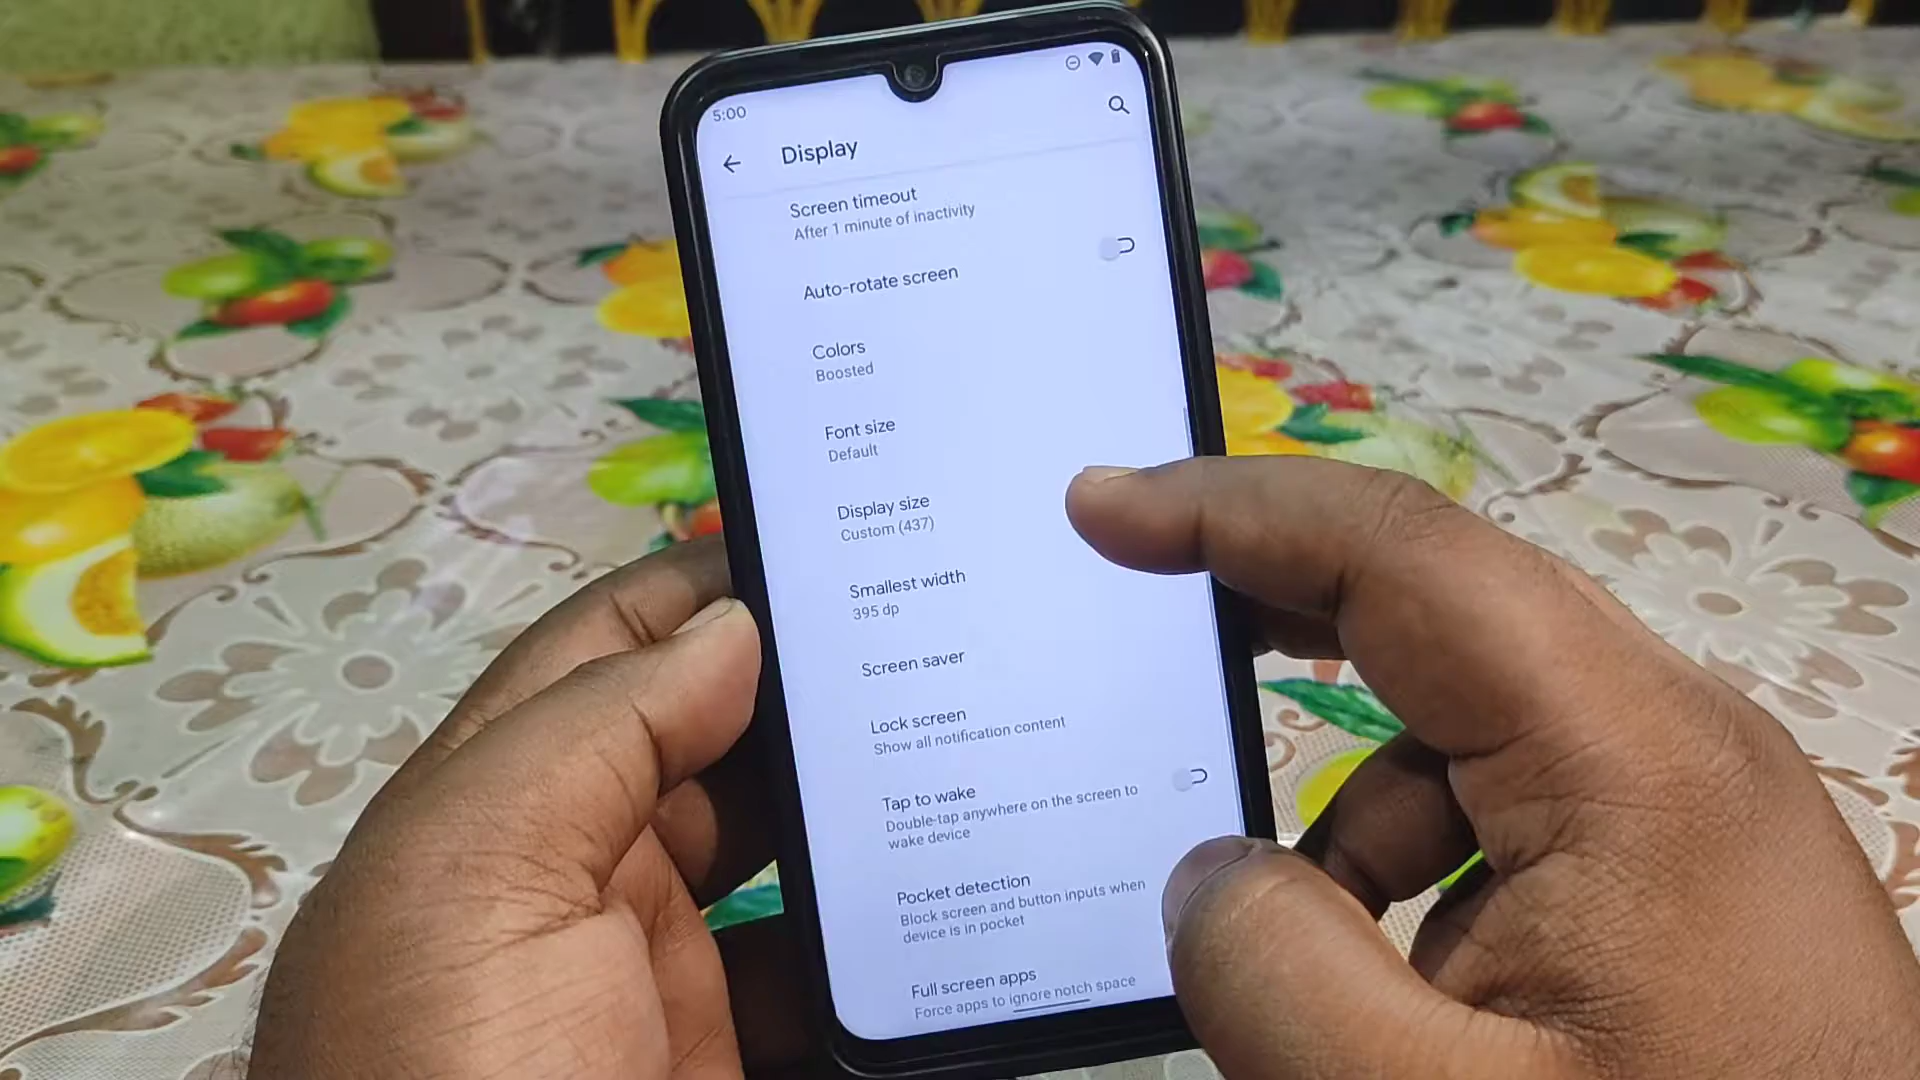 5:00
Display
Screen timeout
After 1 minute of inactivity
Auto-rotate screen
Colors
Boosted
Font size
Default
Display size
Custom (437)
Smallest width
395 dp
Screen saver
Lock screen
Show all notification content
Tap to wake
Double-tap anywhere on the screen to
wake device
Pocket detection
Block screen and button inputs when
device is in pocket
Full screen apps
Force apps to ignore notch space